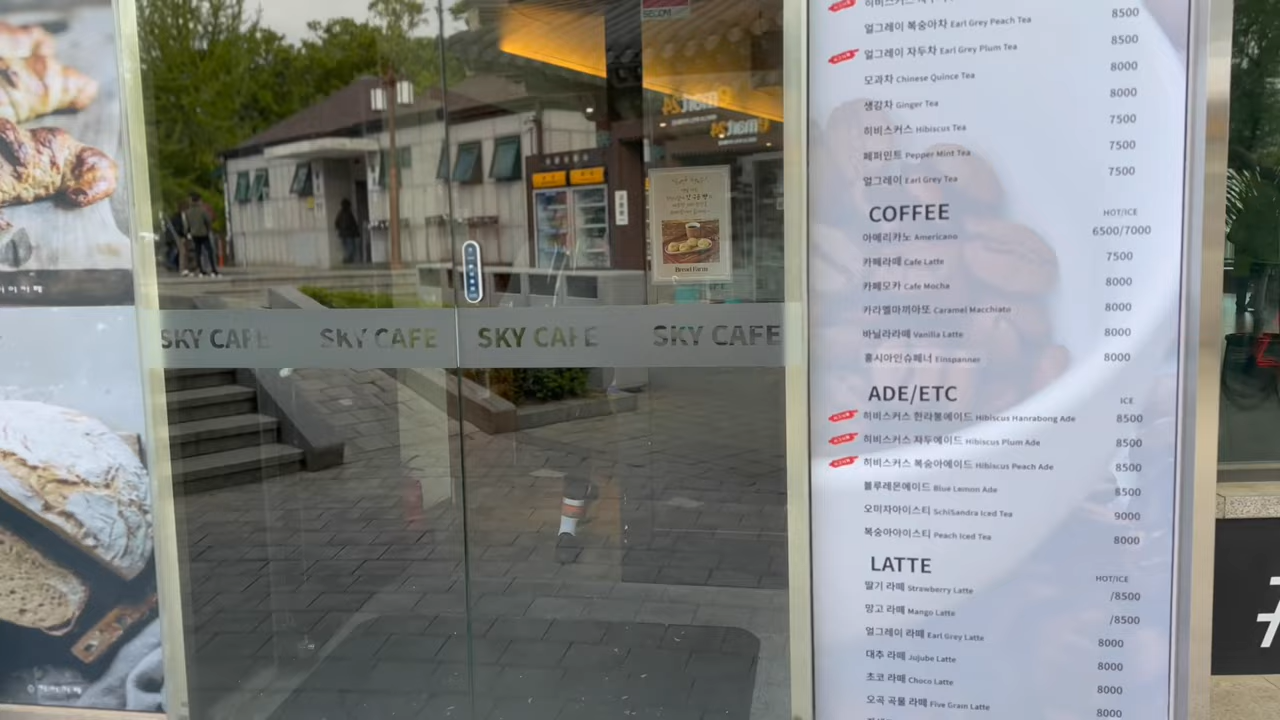 SECOM
emart24
emart24
Bread Farm
SKY CAFE SKY CAFE SKY CAFE SKY CAFE
히비스커스 8500
얼그레이 복숭아차 Earl Grey Peach Tea 8500
얼그레이 자두차 Earl Grey Plum Tea 8000
모과차 Chinese Quince Tea 8000
생강차 Ginger Tea 7500
히비스커스 Hibiscus Tea 7500
페퍼민트 Pepper Mint Tea 7500
얼그레이 Earl Grey Tea
COFFEE HOT/ICE
아메리카노 Americano 6500/7000
카페라떼 Cafe Latte 7500
카페모카 Cafe Mocha 8000
카라멜마끼아또 Caramel Macchiato 8000
바닐라라떼 Vanilla Latte 8000
흥시아인슈페너 Einspanner 8000
ADE/ETC ICE
히비스커스 한라봉에이드 Hibiscus Hanrabong Ade 8500
히비스커스 자두에이드 Hibiscus Plum Ade 8500
히비스커스 복숭아에이드 Hibiscus Peach Ade 8500
블루레몬에이드 Blue Lemon Ade 8500
오미자아이스티 SchiSandra Iced Tea 9000
복숭아아이스티 Peach Iced Tea 8000
LATTE HOT/ICE
딸기 라떼 Strawberry Latte /8500
망고 라떼 Mango Latte /8500
얼그레이 라떼 Earl Grey Latte 8000
대추 라떼 Jujube Latte 8000
초코 라떼 Choco Latte 8000
오곡 곡물 라떼 Five Grain Latte 8000